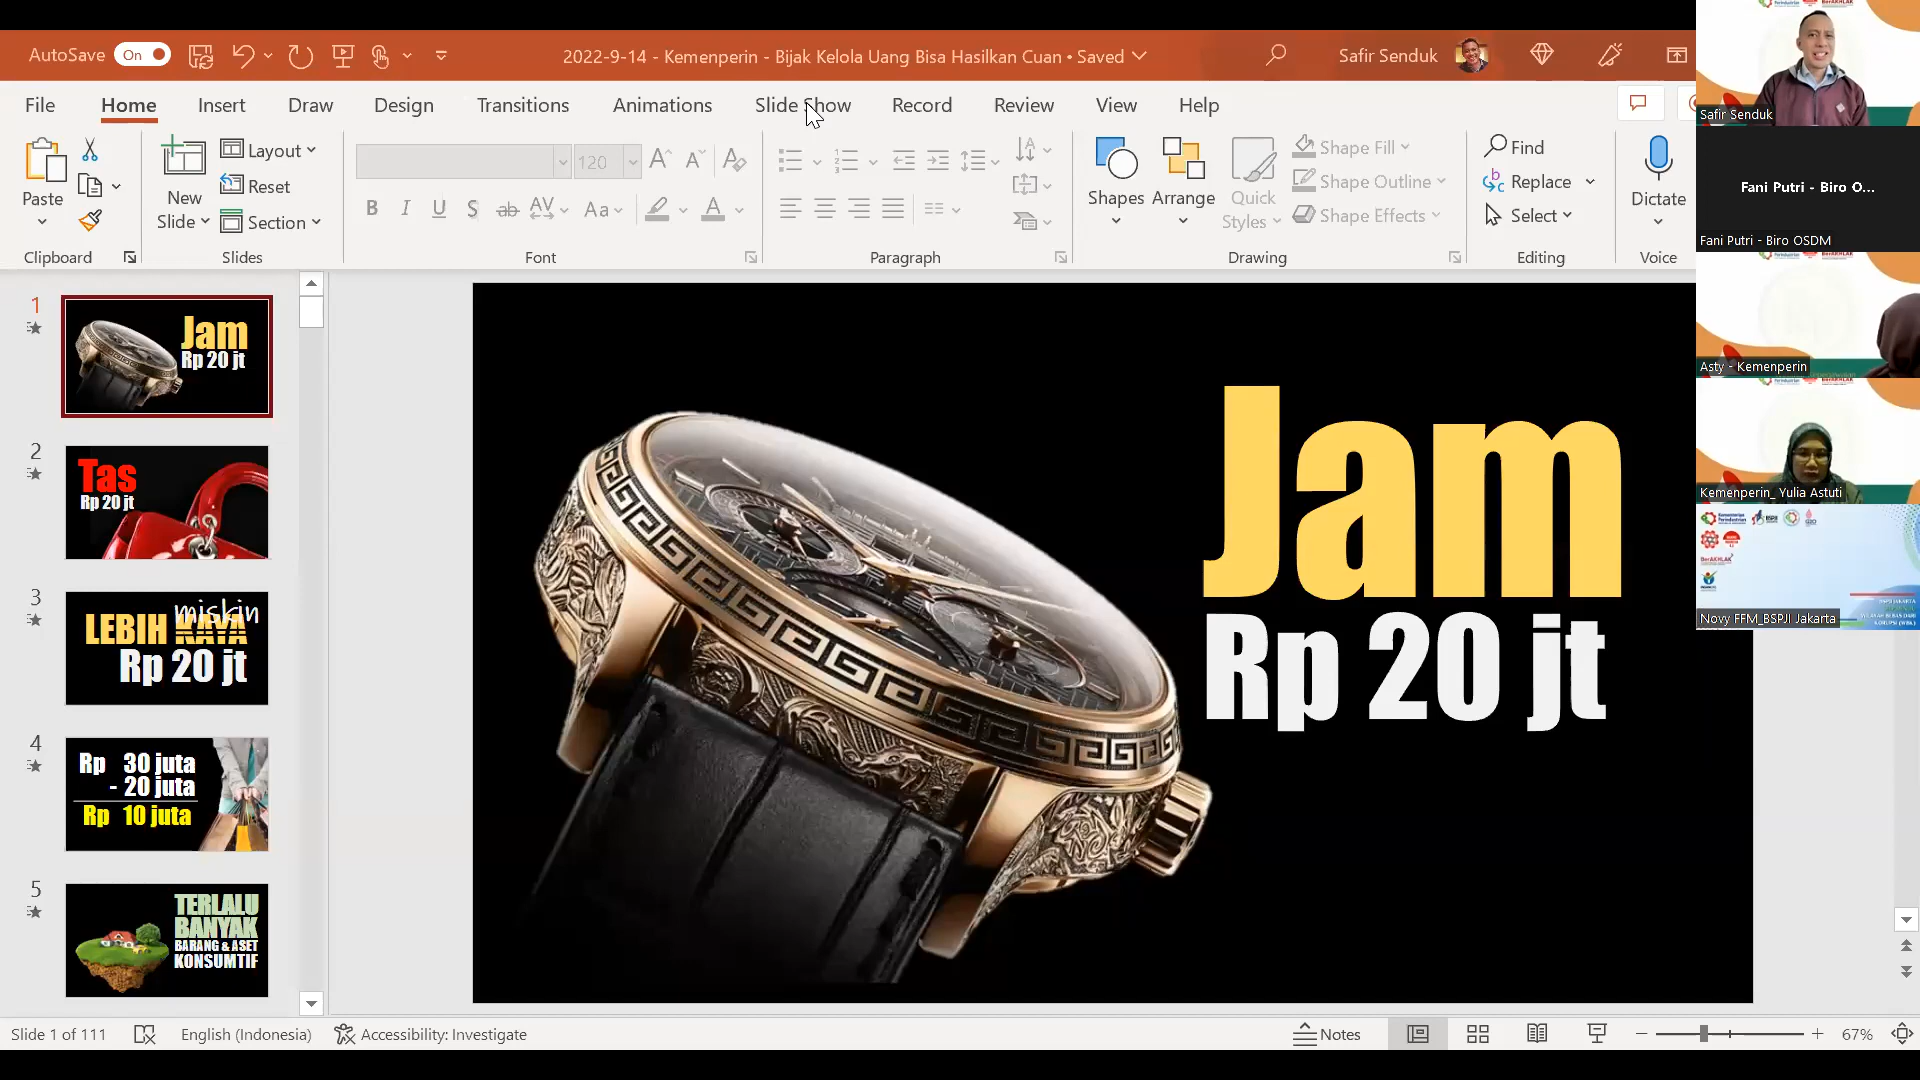 AutoSave On
2022-9-14 - Kemenperin - Bijak Kelola Uang Bisa Hasilkan Cuan • Saved
Safir Senduk
File Home Insert Draw Design Transitions Animations Slide Show Record Review View Help
Paste
Clipboard
New
Slide
Layout
Reset
Section
Slides
120
B I U S ab AV Aa A
Font
Paragraph
Shapes
Arrange
Quick
Styles
Shape Fill
Shape Outline
Shape Effects
Drawing
Find
Replace
Select
Editing
Dictate
Voice
1
Jam
Rp 20 jt
2
Tas
Rp 20 jt
3
miskin
LEBIH KAYA
Rp 20 jt
4
Rp 30 juta
- 20 juta
Rp 10 juta
5
TERLALU
BANYAK
BARANG & ASET
KONSUMTIF
Jam
Rp 20 jt
Safir Senduk
Fani Putri - Biro O...
Fani Putri - Biro OSDM
Asty - Kemenperin
Kemenperin_ Yulia Astuti
BerAKHLAK
Novy FFM_BSPJI Jakarta
Slide 1 of 111
English (Indonesia)
Accessibility: Investigate
Notes
67%